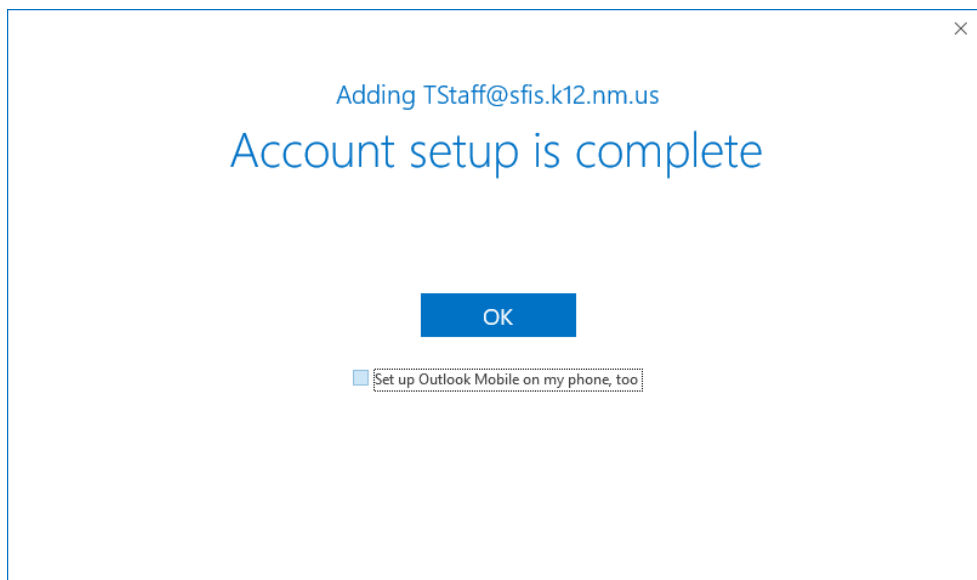 Adding TStaff@sfis.k12.nm.us
Account setup is complete
OK
Set up Outlook Mobile on my phone, too